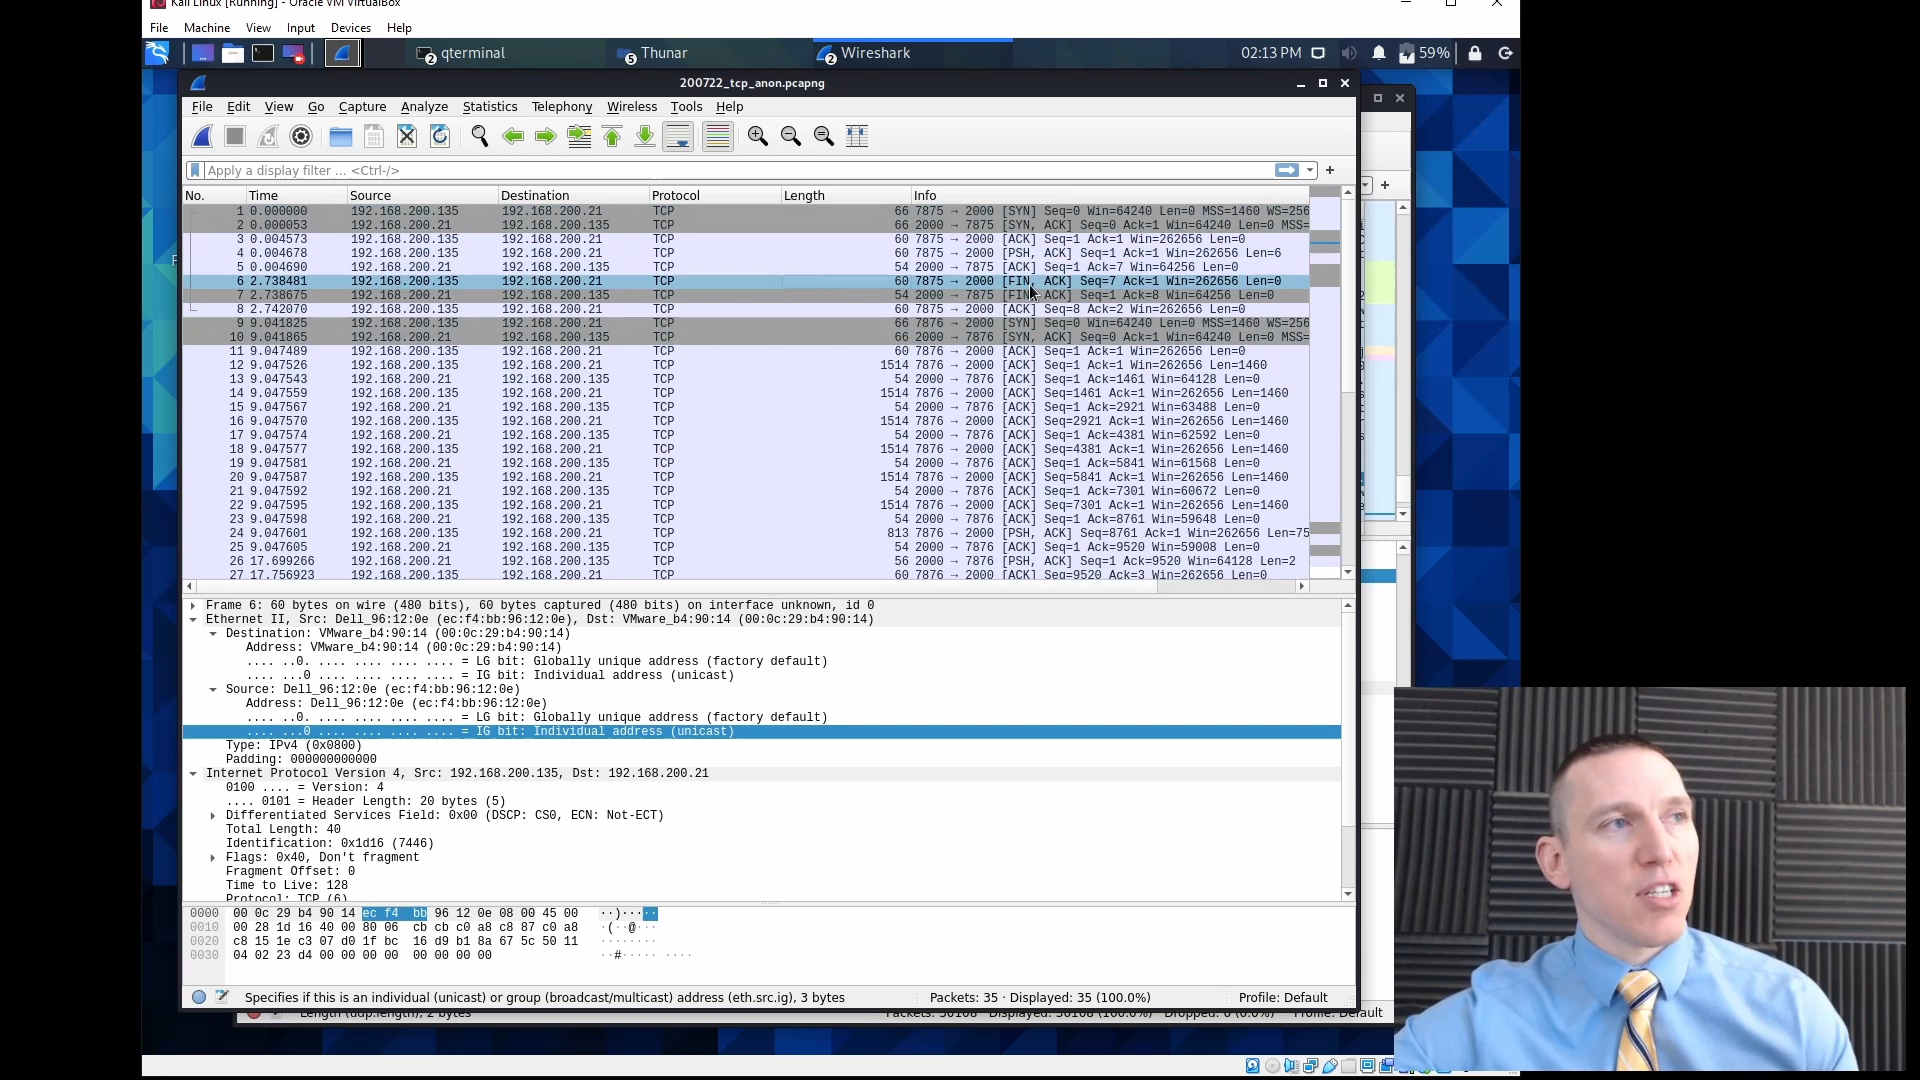 Kali Linux [Running] - Oracle VM VirtualBox
File Machine View Input Devices Help
2 qterminal 5 Thunar 2 Wireshark 02:13 PM 59%
200722_tcp_anon.pcapng
File Edit View Go Capture Analyze Statistics Telephony Wireless Tools Help
Apply a display filter ... <Ctrl-/>
No. Time Source Destination Protocol Length Info
1 0.000000 192.168.200.135 192.168.200.21 TCP 66 7875 → 2000 [SYN] Seq=0 Win=64240 Len=0 MSS=1460 WS=256
2 0.000053 192.168.200.21 192.168.200.135 TCP 66 2000 → 7875 [SYN, ACK] Seq=0 Ack=1 Win=64240 Len=0 MSS=
3 0.004573 192.168.200.135 192.168.200.21 TCP 60 7875 → 2000 [ACK] Seq=1 Ack=1 Win=262656 Len=0
4 0.004678 192.168.200.135 192.168.200.21 TCP 60 7875 → 2000 [PSH, ACK] Seq=1 Ack=1 Win=262656 Len=6
5 0.004690 192.168.200.21 192.168.200.135 TCP 54 2000 → 7875 [ACK] Seq=1 Ack=7 Win=64256 Len=0
6 2.738481 192.168.200.135 192.168.200.21 TCP 60 7875 → 2000 [FIN, ACK] Seq=7 Ack=1 Win=262656 Len=0
7 2.738675 192.168.200.21 192.168.200.135 TCP 54 2000 → 7875 [FIN, ACK] Seq=1 Ack=8 Win=64256 Len=0
8 2.742070 192.168.200.135 192.168.200.21 TCP 60 7875 → 2000 [ACK] Seq=8 Ack=2 Win=262656 Len=0
9 9.041825 192.168.200.135 192.168.200.21 TCP 66 7876 → 2000 [SYN] Seq=0 Win=64240 Len=0 MSS=1460 WS=256
10 9.041865 192.168.200.21 192.168.200.135 TCP 66 2000 → 7876 [SYN, ACK] Seq=0 Ack=1 Win=64240 Len=0 MSS=
11 9.047489 192.168.200.135 192.168.200.21 TCP 60 7876 → 2000 [ACK] Seq=1 Ack=1 Win=262656 Len=0
12 9.047526 192.168.200.135 192.168.200.21 TCP 1514 7876 → 2000 [ACK] Seq=1 Ack=1 Win=262656 Len=1460
13 9.047543 192.168.200.21 192.168.200.135 TCP 54 2000 → 7876 [ACK] Seq=1 Ack=1461 Win=64128 Len=0
14 9.047559 192.168.200.135 192.168.200.21 TCP 1514 7876 → 2000 [ACK] Seq=1461 Ack=1 Win=262656 Len=1460
15 9.047567 192.168.200.21 192.168.200.135 TCP 54 2000 → 7876 [ACK] Seq=1 Ack=2921 Win=63488 Len=0
16 9.047570 192.168.200.135 192.168.200.21 TCP 1514 7876 → 2000 [ACK] Seq=2921 Ack=1 Win=262656 Len=1460
17 9.047574 192.168.200.21 192.168.200.135 TCP 54 2000 → 7876 [ACK] Seq=1 Ack=4381 Win=62592 Len=0
18 9.047577 192.168.200.135 192.168.200.21 TCP 1514 7876 → 2000 [ACK] Seq=4381 Ack=1 Win=262656 Len=1460
19 9.047581 192.168.200.21 192.168.200.135 TCP 54 2000 → 7876 [ACK] Seq=1 Ack=5841 Win=61568 Len=0
20 9.047587 192.168.200.135 192.168.200.21 TCP 1514 7876 → 2000 [ACK] Seq=5841 Ack=1 Win=262656 Len=1460
21 9.047592 192.168.200.21 192.168.200.135 TCP 54 2000 → 7876 [ACK] Seq=1 Ack=7301 Win=60672 Len=0
22 9.047595 192.168.200.135 192.168.200.21 TCP 1514 7876 → 2000 [ACK] Seq=7301 Ack=1 Win=262656 Len=1460
23 9.047598 192.168.200.21 192.168.200.135 TCP 54 2000 → 7876 [ACK] Seq=1 Ack=8761 Win=59648 Len=0
24 9.047601 192.168.200.135 192.168.200.21 TCP 813 7876 → 2000 [PSH, ACK] Seq=8761 Ack=1 Win=262656 Len=75
25 9.047605 192.168.200.21 192.168.200.135 TCP 54 2000 → 7876 [ACK] Seq=1 Ack=9520 Win=59008 Len=0
26 17.699266 192.168.200.21 192.168.200.135 TCP 56 2000 → 7876 [PSH, ACK] Seq=1 Ack=9520 Win=64128 Len=2
27 17.756923 192.168.200.135 192.168.200.21 TCP 60 7876 → 2000 [ACK] Seq=9520 Ack=3 Win=262656 Len=0
Frame 6: 60 bytes on wire (480 bits), 60 bytes captured (480 bits) on interface unknown, id 0
Ethernet II, Src: Dell_96:12:0e (ec:f4:bb:96:12:0e), Dst: VMware_b4:90:14 (00:0c:29:b4:90:14)
Destination: VMware_b4:90:14 (00:0c:29:b4:90:14)
Address: VMware_b4:90:14 (00:0c:29:b4:90:14)
.... ..0. .... .... .... .... = LG bit: Globally unique address (factory default)
.... ...0 .... .... .... .... = IG bit: Individual address (unicast)
Source: Dell_96:12:0e (ec:f4:bb:96:12:0e)
Address: Dell_96:12:0e (ec:f4:bb:96:12:0e)
.... ..0. .... .... .... .... = LG bit: Globally unique address (factory default)
.... ...0 .... .... .... .... = IG bit: Individual address (unicast)
Type: IPv4 (0x0800)
Padding: 000000000000
Internet Protocol Version 4, Src: 192.168.200.135, Dst: 192.168.200.21
0100 .... = Version: 4
.... 0101 = Header Length: 20 bytes (5)
Differentiated Services Field: 0x00 (DSCP: CS0, ECN: Not-ECT)
Total Length: 40
Identification: 0x1d16 (7446)
Flags: 0x40, Don't fragment
Fragment Offset: 0
Time to Live: 128
Protocol: TCP (6)
0000 00 0c 29 b4 90 14 ec f4 bb 96 12 0e 08 00 45 00 ··)·····
0010 00 28 1d 16 40 00 80 06 cb cb c0 a8 c8 87 c0 a8 ·(··@···
0020 c8 15 1e c3 07 d0 1f bc 16 d9 b1 8a 67 5c 50 11 ········
0030 04 02 23 d4 00 00 00 00 00 00 00 00 ··#····· ····
Specifies if this is an individual (unicast) or group (broadcast/multicast) address (eth.src.ig), 3 bytes Packets: 35 · Displayed: 35 (100.0%) Profile: Default
Length (udp.length), 2 bytes Packets: 50168 · Displayed: 50168 (100.0%) Dropped: 0 (0.0%) Profile: Default